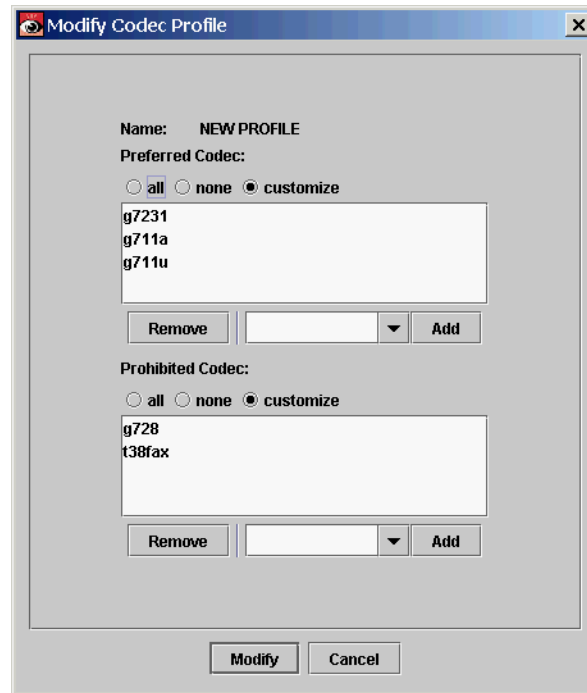 Modify Codec Profile
Name: NEW PROFILE
Preferred Codec:
all none customize
g7231
g711a
g711u
Remove Add
Prohibited Codec:
all none customize
g728
t38fax
Remove Add
Modify Cancel